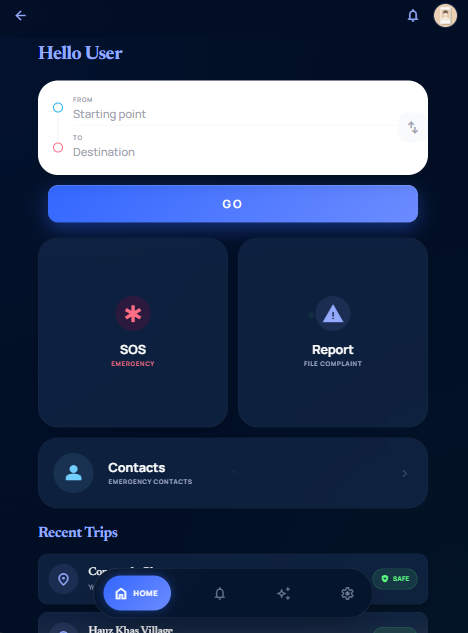 Hello User
FROM
Starting point
TO
Destination
GO
SOS
EMERGENCY
Report
FILE COMPLAINT
Contacts
EMERGENCY CONTACTS
Recent Trips
SAFE
HOME
Hauz Khas Village